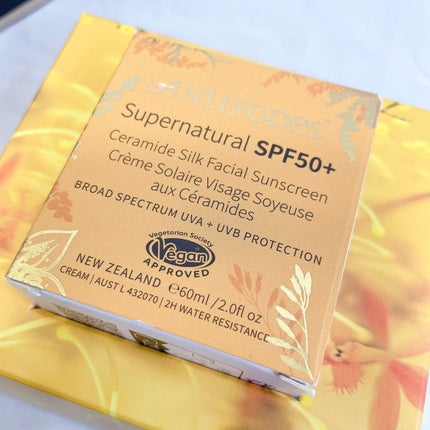 ANTIPODES®
Supernatural SPF50+
Ceramide Silk Facial Sunscreen
Crème Solaire Visage Soyeuse
aux Céramides
BROAD SPECTRUM UVA + UVB PROTECTION
Vegetarian Society
Vegan
APPROVED
NEW ZEALAND ℮60ml/2.0fl oz
CREAM | AUST L 432070 | 2H WATER RESISTANCE